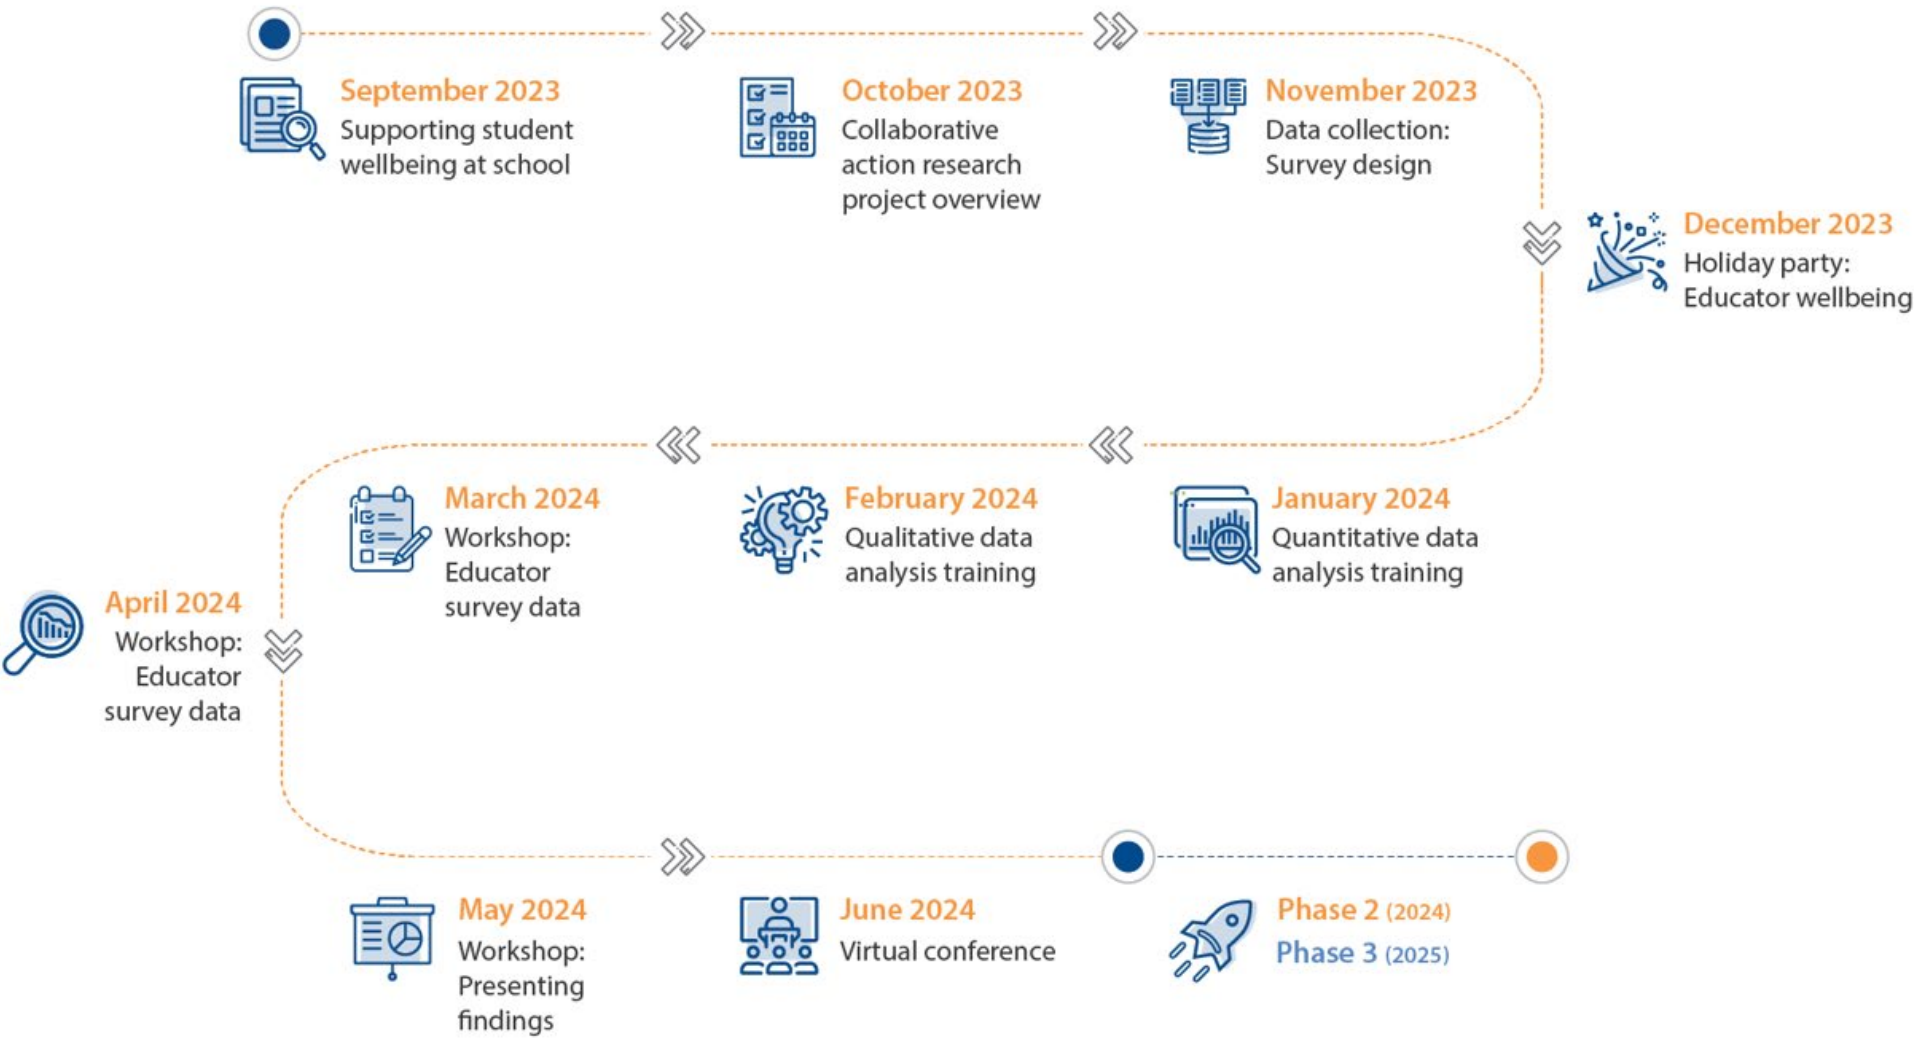 September 2023
Supporting student
wellbeing at school
October 2023
Collaborative
action research
project overview
November 2023
Data collection:
Survey design
December 2023
Holiday party:
Educator wellbeing
January 2024
Quantitative data
analysis training
February 2024
Qualitative data
analysis training
March 2024
Workshop:
Educator
survey data
April 2024
Workshop:
Educator
survey data
May 2024
Workshop:
Presenting
findings
June 2024
Virtual conference
Phase 2 (2024)
Phase 3 (2025)